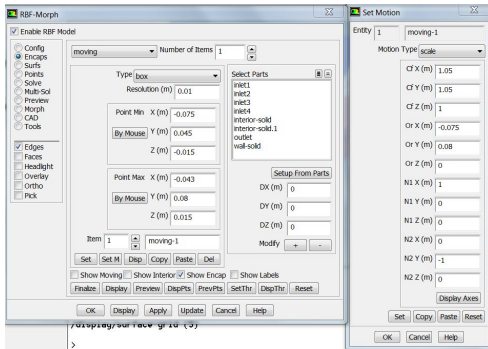 RBF-Morph
Enable RBF Model
Config
Encaps
Surfs
Points
Solve
Multi-Sol
Preview
Morph
CAD
Tools
Edges
Faces
Headlight
Overlay
Ortho
Pick
moving
Number of Items 1
Type box
Resolution (m) 0.01
Point Min X (m) -0.075
By Mouse Y (m) 0.045
Z (m) -0.015
Point Max X (m) -0.043
By Mouse Y (m) 0.08
Z (m) 0.015
Item 1 moving-1
Set Set M Disp Copy Paste Del
Select Parts
inlet1
inlet2
inlet3
inlet4
interior-solid
interior-solid.1
outlet
wall-solid
Setup From Parts
DX (m) 0
DY (m) 0
DZ (m) 0
Modify + -
Show Moving Show Interior Show Encap Show Labels
Finalize Display Preview DispPts PrevPts SetThr DispThr Reset
OK Display Apply Update Cancel Help
/display/surface grid (5)
>
Set Motion
Entity 1 moving-1
Motion Type scale
Cf X (m) 1.05
Cf Y (m) 1.05
Cf Z (m) 1
Or X (m) -0.075
Or Y (m) 0.08
Or Z (m) 0
N1 X (m) 1
N1 Y (m) 0
N1 Z (m) 0
N2 X (m) 0
N2 Y (m) -1
N2 Z (m) 0
Display Axes
Set Copy Paste Reset
OK Cancel Help